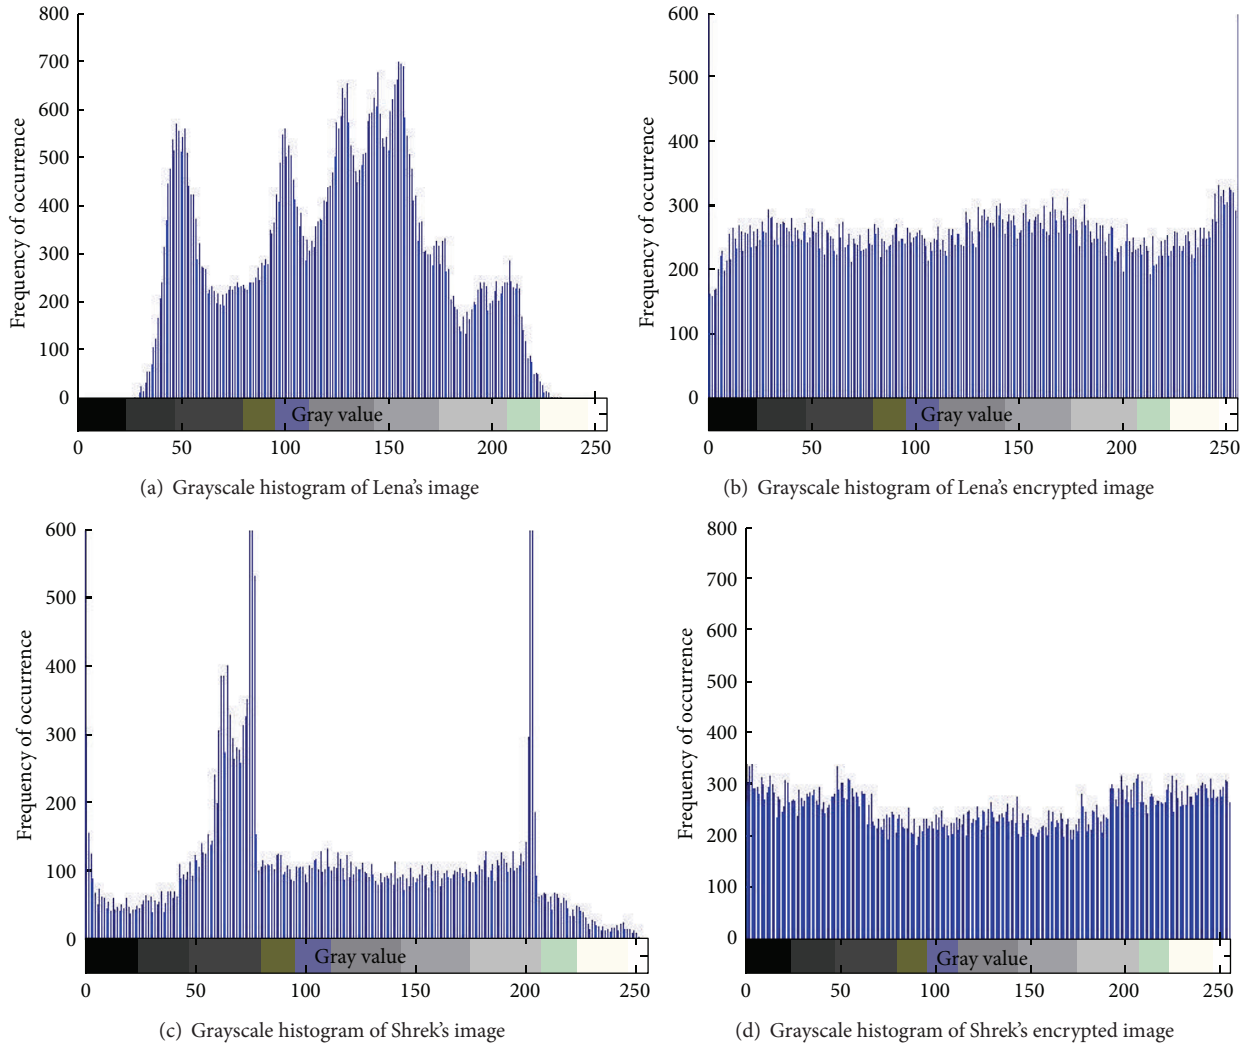 800
700
600
500
400
300
200
100
0
Frequency of occurrence
Gray value
0 50 100 150 200 250
(a) Grayscale histogram of Lena's image
600
500
400
300
200
100
0
Frequency of occurrence
Gray value
0 50 100 150 200 250
(b) Grayscale histogram of Lena's encrypted image
600
500
400
300
200
100
0
Frequency of occurrence
Gray value
0 50 100 150 200 250
(c) Grayscale histogram of Shrek's image
800
700
600
500
400
300
200
100
0
Frequency of occurrence
Gray value
0 50 100 150 200 250
(d) Grayscale histogram of Shrek's encrypted image